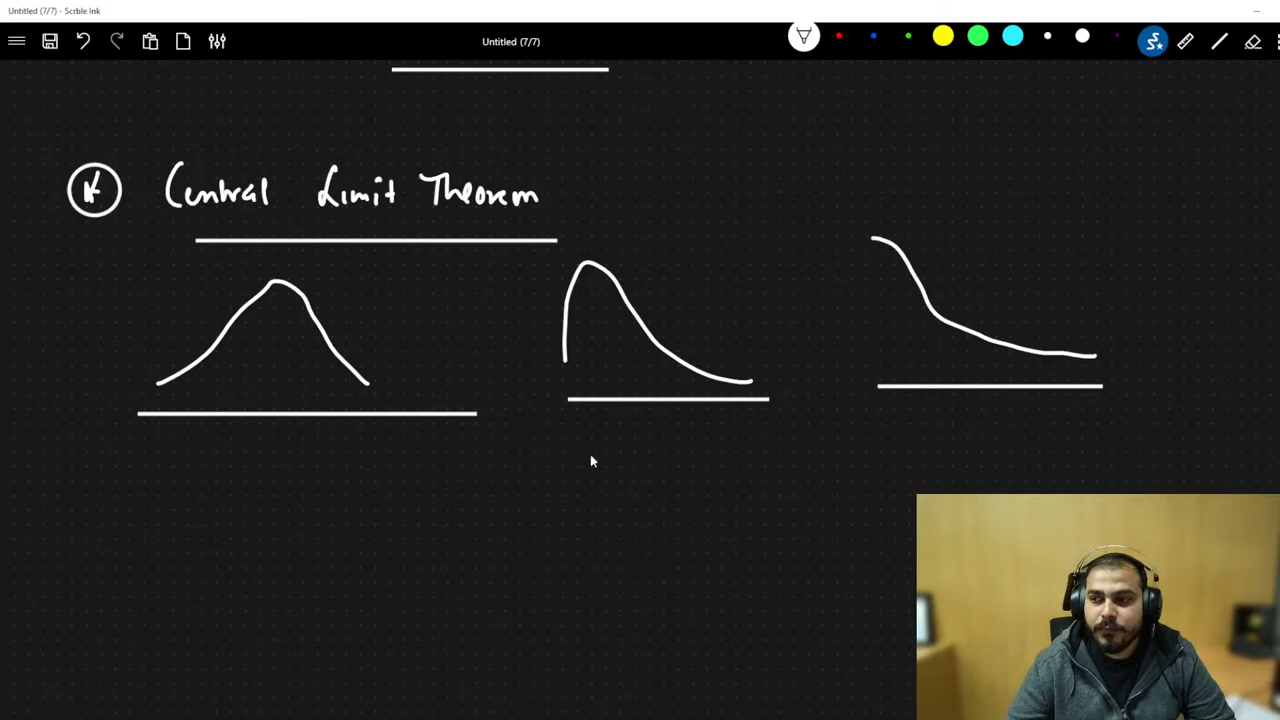 Untitled (7/7) - Scrble Ink
Untitled (7/7)
Central Limit Theorem